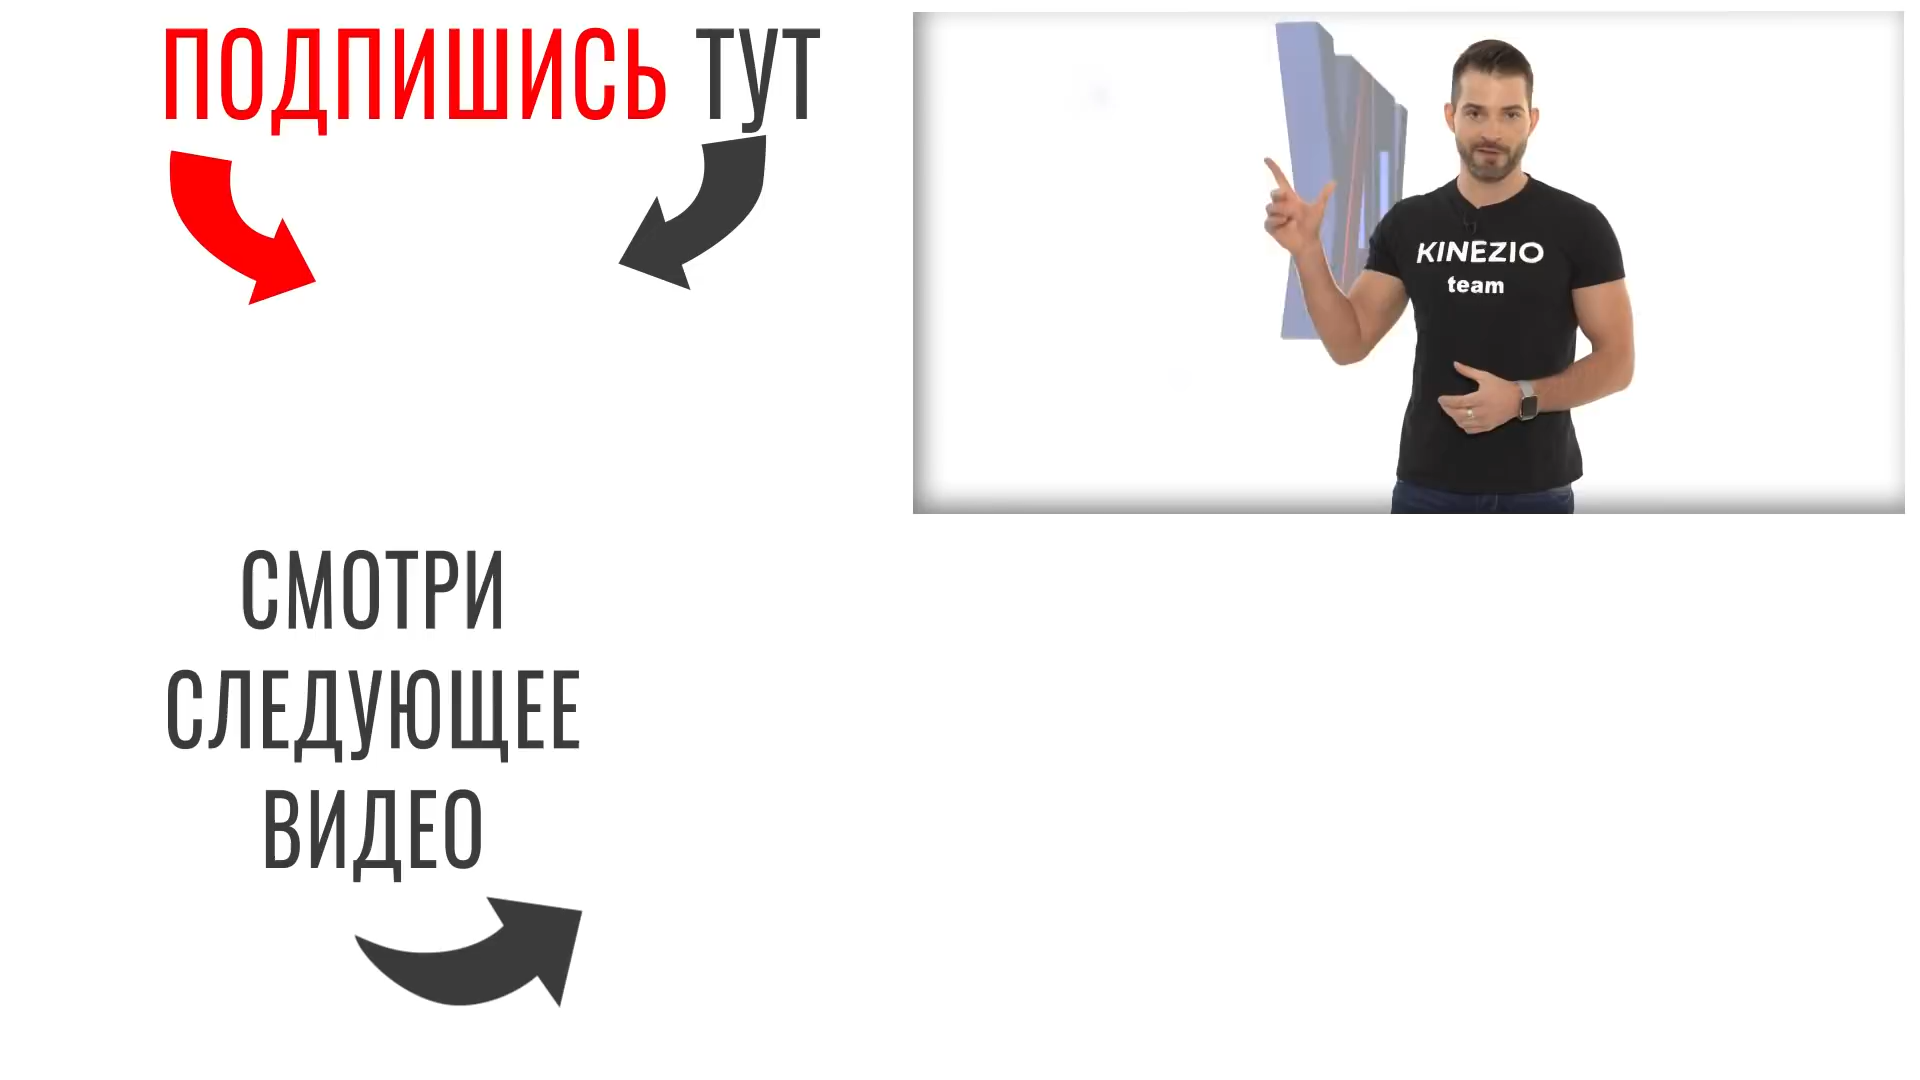 ПОДПИШИСЬ ТУТ
KINEZIO
team
СМОТРИ
СЛЕДУЮЩЕЕ
ВИДЕО